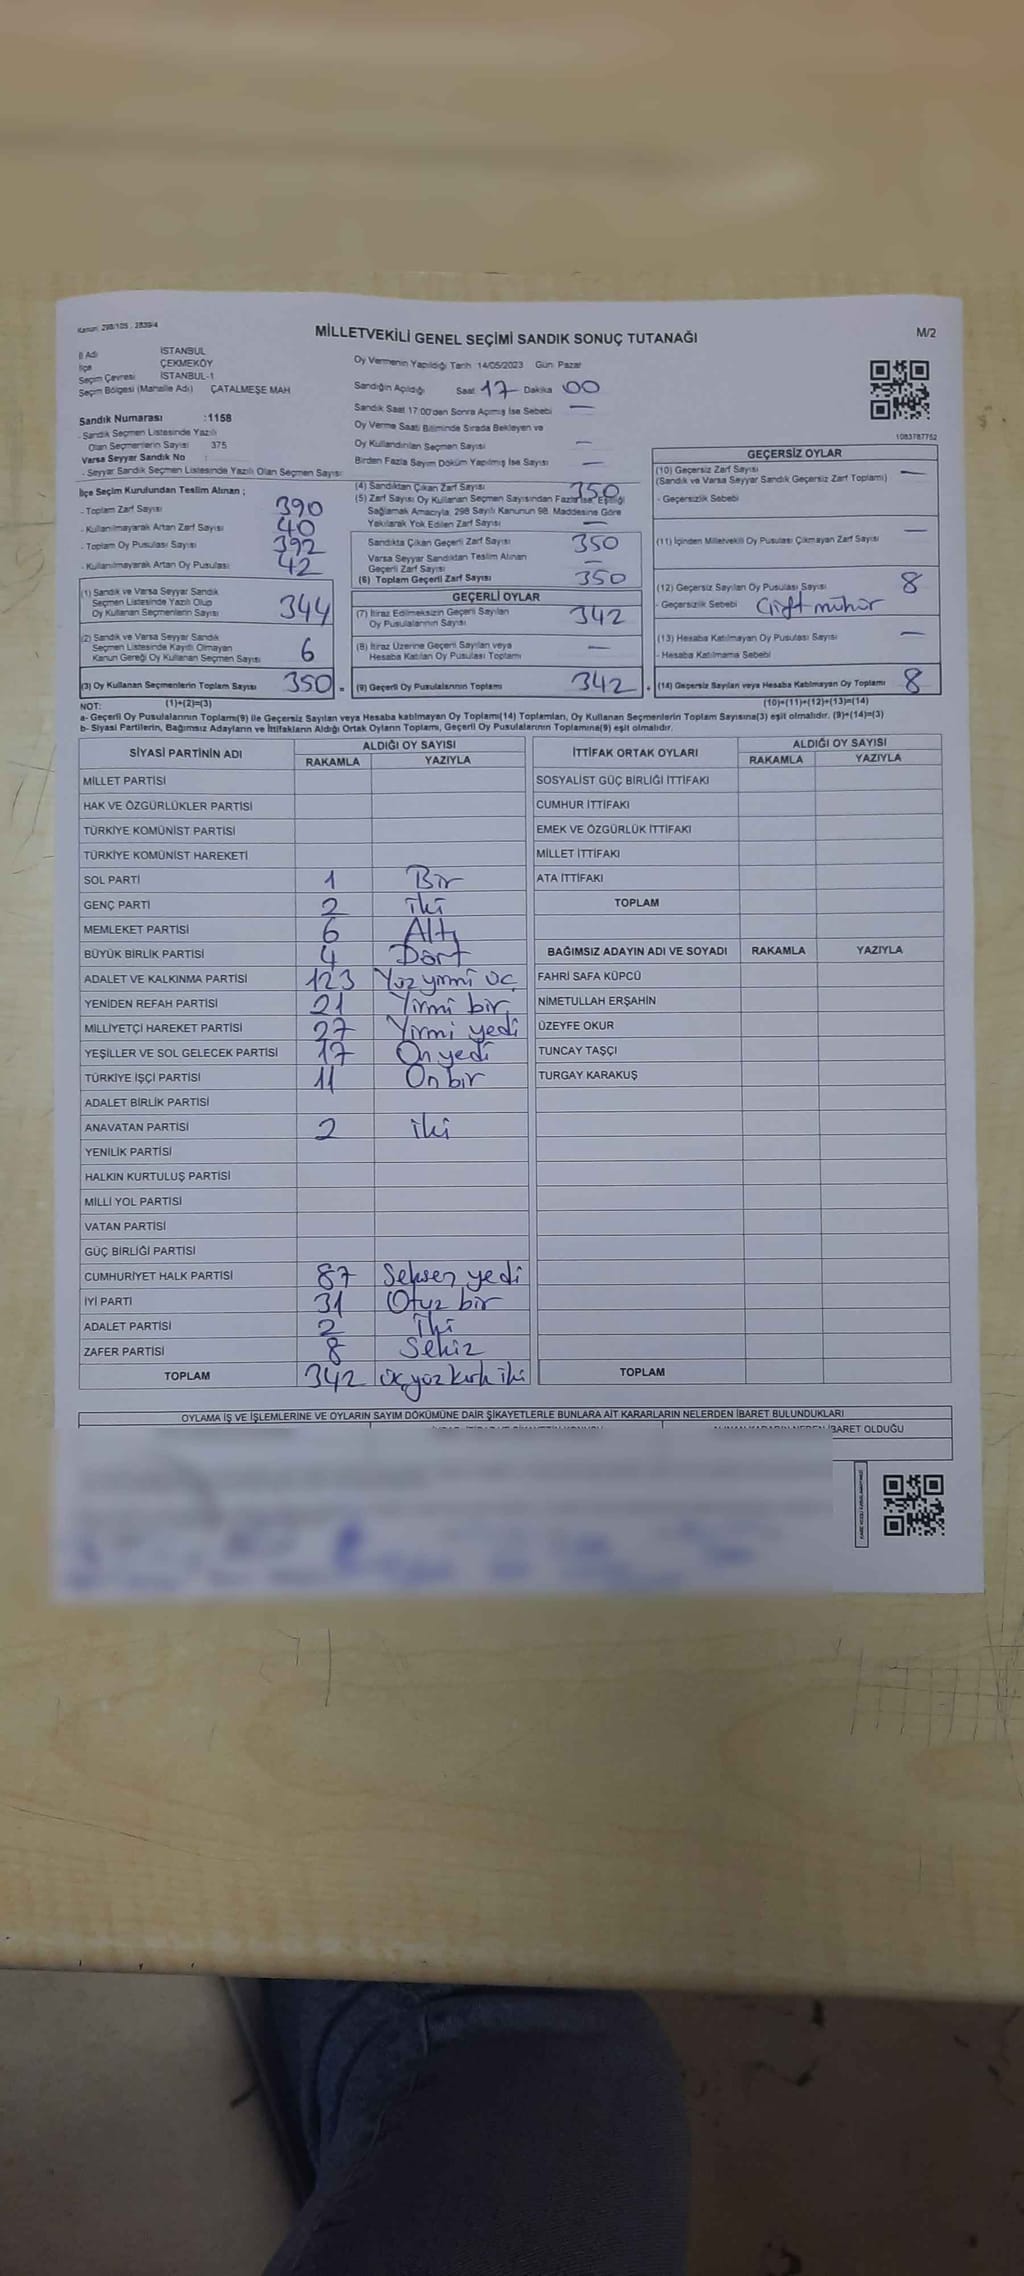 Kanun: 298/105 , 2839/4
MİLLETVEKİLİ GENEL SEÇİMİ SANDIK SONUÇ TUTANAĞI
M/2
İl Adı İSTANBUL
İlçe ÇEKMEKÖY
Seçim Çevresi İSTANBUL-1
Seçim Bölgesi (Mahalle Adı) ÇATALMEŞE MAH
Sandık Numarası :1158
- Sandık Seçmen Listesinde Yazılı
Olan Seçmenlerin Sayısı 375
Varsa Seyyar Sandık No
- Seyyar Sandık Seçmen Listesinde Yazılı Olan Seçmen Sayısı
Oy Vermenin Yapıldığı Tarih 14/05/2023 Gün: Pazar
Sandığın Açıldığı Saat 17 Dakika 00
Sandık Saat 17:00'den Sonra Açılmış İse Sebebi —
Oy Verme Saati Bitiminde Sırada Bekleyen ve
Oy Kullandırılan Seçmen Sayısı —
Birden Fazla Sayım Döküm Yapılmış İse Sayısı —
1083787752
İlçe Seçim Kurulundan Teslim Alınan ;
- Toplam Zarf Sayısı 390
- Kullanılmayarak Artan Zarf Sayısı 40
- Toplam Oy Pusulası Sayısı 392
- Kullanılmayarak Artan Oy Pusulası 42
(1) Sandık ve Varsa Seyyar Sandık
Seçmen Listesinde Yazılı Olup
Oy Kullanan Seçmenlerin Sayısı 344
(2) Sandık ve Varsa Seyyar Sandık
Seçmen Listesinde Kayıtlı Olmayan
Kanun Gereği Oy Kullanan Seçmen Sayısı 6
(3) Oy Kullanan Seçmenlerin Toplam Sayısı 350
(1)+(2)=(3)
(4) Sandıktan Çıkan Zarf Sayısı 350
(5) Zarf Sayısı Oy Kullanan Seçmen Sayısından Fazla İse, Eşitliği
Sağlamak Amacıyla, 298 Sayılı Kanunun 98. Maddesine Göre
Yakılarak Yok Edilen Zarf Sayısı —
Sandıkta Çıkan Geçerli Zarf Sayısı 350
Varsa Seyyar Sandıktan Teslim Alınan
Geçerli Zarf Sayısı —
(6) Toplam Geçerli Zarf Sayısı 350
GEÇERLİ OYLAR
(7) İtiraz Edilmeksizin Geçerli Sayılan
Oy Pusulalarının Sayısı 342
(8) İtiraz Üzerine Geçerli Sayılan veya
Hesaba Katılan Oy Pusulası Toplamı —
= (9) Geçerli Oy Pusulalarının Toplamı 342
GEÇERSİZ OYLAR
(10) Geçersiz Zarf Sayısı —
(Sandık ve Varsa Seyyar Sandık Geçersiz Zarf Toplamı)
- Geçersizlik Sebebi
(11) İçinden Milletvekili Oy Pusulası Çıkmayan Zarf Sayısı —
(12) Geçersiz Sayılan Oy Pusulası Sayısı 8
- Geçersizlik Sebebi Çift mühür
(13) Hesaba Katılmayan Oy Pusulası Sayısı —
- Hesaba Katılmama Sebebi
+ (14) Geçersiz Sayılan veya Hesaba Katılmayan Oy Toplamı 8
(10)+(11)+(12)+(13)=(14)
NOT:
a- Geçerli Oy Pusulalarının Toplamı(9) ile Geçersiz Sayılan veya Hesaba katılmayan Oy Toplamı(14) Toplamları, Oy Kullanan Seçmenlerin Toplam Sayısına(3) eşit olmalıdır. (9)+(14)=(3)
b- Siyasi Partilerin, Bağımsız Adayların ve İttifakların Aldığı Ortak Oyların Toplamı, Geçerli Oy Pusulalarının Toplamına(9) eşit olmalıdır.
SİYASİ PARTİNİN ADI ALDIĞI OY SAYISI
RAKAMLA YAZIYLA
MİLLET PARTİSİ
HAK VE ÖZGÜRLÜKLER PARTİSİ
TÜRKİYE KOMÜNİST PARTİSİ
TÜRKİYE KOMÜNİST HAREKETİ
SOL PARTİ 1 Bir
GENÇ PARTİ 2 iki
MEMLEKET PARTİSİ 6 Altı
BÜYÜK BİRLİK PARTİSİ 4 Dört
ADALET VE KALKINMA PARTİSİ 123 Yüz yirmi üç
YENİDEN REFAH PARTİSİ 21 Yirmi bir
MİLLİYETÇİ HAREKET PARTİSİ 27 Yirmi yedi
YEŞİLLER VE SOL GELECEK PARTİSİ 17 On yedi
TÜRKİYE İŞÇİ PARTİSİ 11 On bir
ADALET BİRLİK PARTİSİ
ANAVATAN PARTİSİ 2 iki
YENİLİK PARTİSİ
HALKIN KURTULUŞ PARTİSİ
MİLLİ YOL PARTİSİ
VATAN PARTİSİ
GÜÇ BİRLİĞİ PARTİSİ
CUMHURİYET HALK PARTİSİ 87 Seksen yedi
İYİ PARTİ 31 Otuz bir
ADALET PARTİSİ 2 İki
ZAFER PARTİSİ 8 Sekiz
TOPLAM 342 üçyüz kırk iki
İTTİFAK ORTAK OYLARI ALDIĞI OY SAYISI
RAKAMLA YAZIYLA
SOSYALİST GÜÇ BİRLİĞİ İTTİFAKI
CUMHUR İTTİFAKI
EMEK VE ÖZGÜRLÜK İTTİFAKI
MİLLET İTTİFAKI
ATA İTTİFAKI
TOPLAM
BAĞIMSIZ ADAYIN ADI VE SOYADI RAKAMLA YAZIYLA
FAHRİ SAFA KÜPCÜ
NİMETULLAH ERŞAHİN
ÜZEYFE OKUR
TUNCAY TAŞÇI
TURGAY KARAKUŞ
TOPLAM
OYLAMA İŞ VE İŞLEMLERİNE VE OYLARIN SAYIM DÖKÜMÜNE DAİR ŞİKAYETLERLE BUNLARA AİT KARARLARIN NELERDEN İBARET BULUNDUKLARI
İBARET OLDUĞU